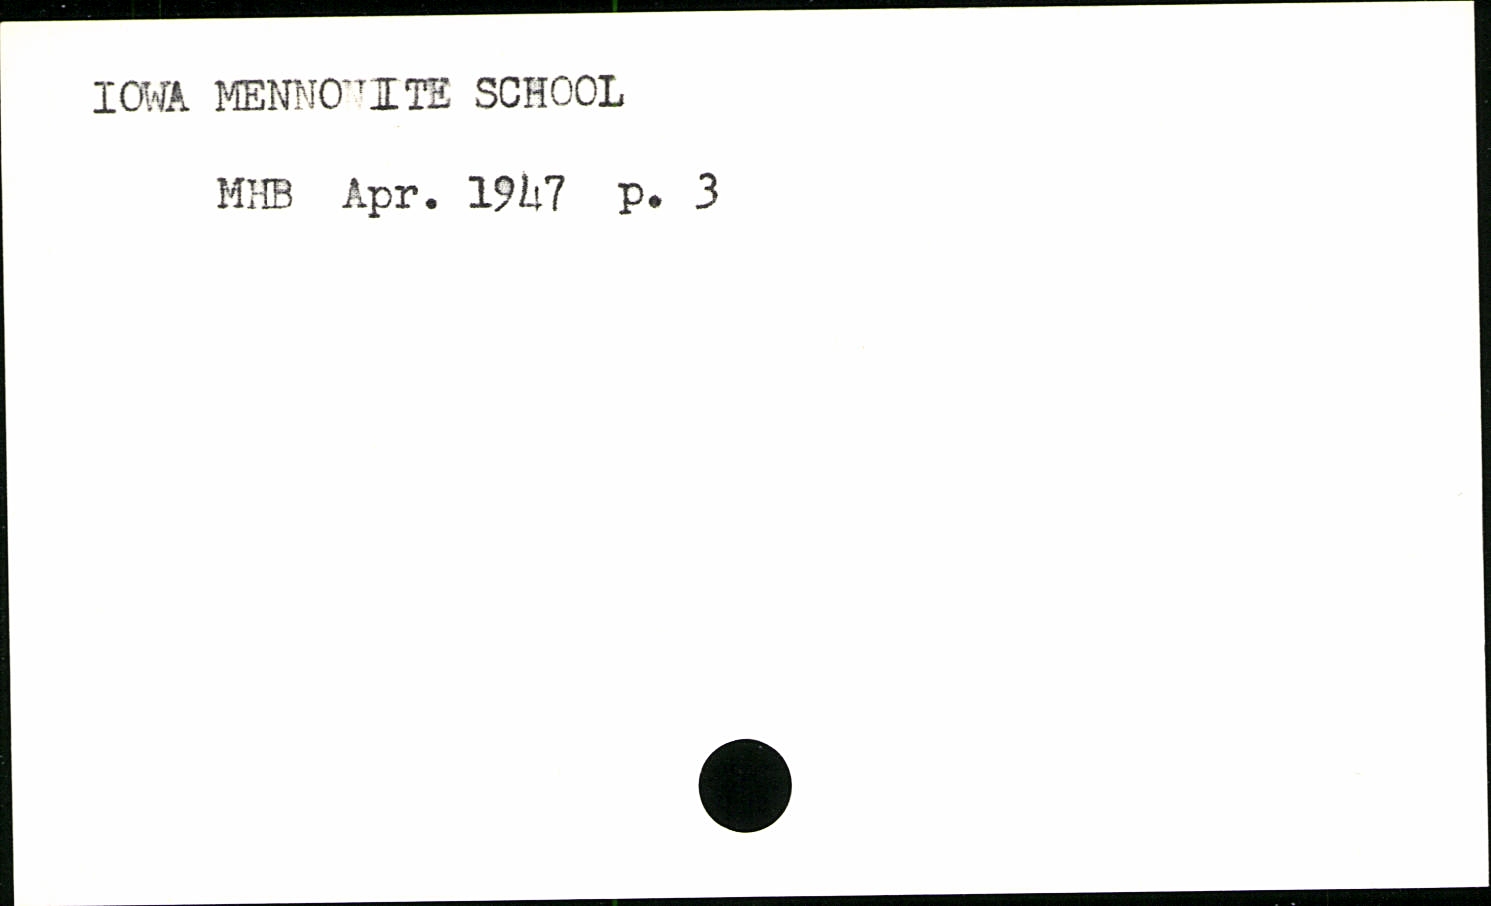 IOWA MENNONITE SCHOOL
MHB Apr. 1947 p. 3